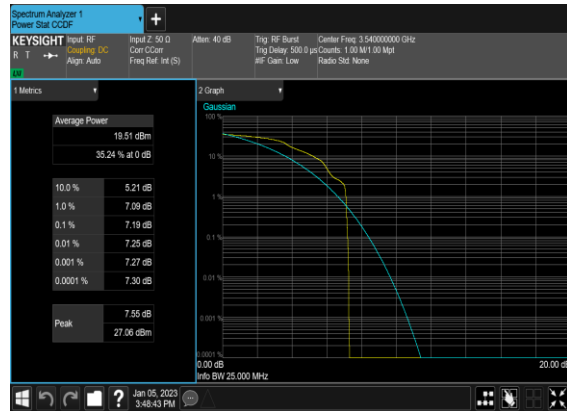 Spectrum Analyzer 1
Power Stat CCDF
KEYSIGHT
R T
Input: RF
Coupling: DC
Align: Auto
Input Z: 50 Ω
Corr CCorr
Freq Ref: Int (S)
Atten: 40 dB
Trig: RF Burst
Trig Delay: 500.0 µs
#IF Gain: Low
Center Freq: 3.540000000 GHz
Counts: 1.00 M/1.00 Mpt
Radio Std: None
1 Metrics
Average Power
19.51 dBm
35.24 % at 0 dB
10.0 % 5.21 dB
1.0 % 7.09 dB
0.1 % 7.19 dB
0.01 % 7.25 dB
0.001 % 7.27 dB
0.0001 % 7.30 dB
Peak
7.55 dB
27.06 dBm
2 Graph
Gaussian
100 %
10 %
1 %
0.1 %
0.01 %
0.001 %
0.0001 %
0.00 dB
20.00 dB
Info BW 25.000 MHz
?
Jan 05, 2023
3:48:43 PM